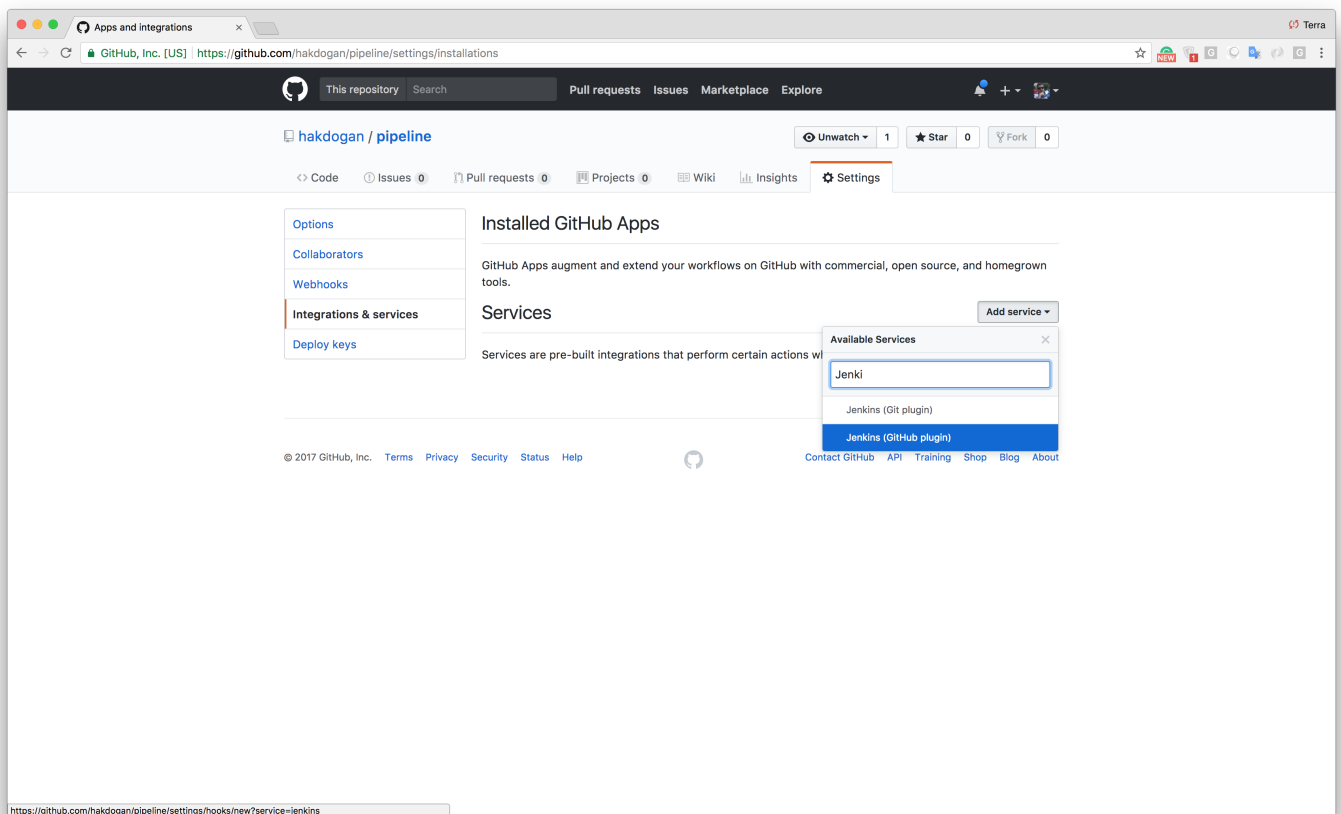 Apps and integrations
Terra
GitHub, Inc. [US] https://github.com/hakdogan/pipeline/settings/installations
NEW 1 G G
This repository Search Pull requests Issues Marketplace Explore
hakdogan / pipeline
Unwatch 1 Star 0 Fork 0
Code Issues 0 Pull requests 0 Projects 0 Wiki Insights Settings
Options
Collaborators
Webhooks
Integrations & services
Deploy keys
Installed GitHub Apps
GitHub Apps augment and extend your workflows on GitHub with commercial, open source, and homegrown
tools.
Services
Add service
Services are pre-built integrations that perform certain actions
Available Services
Jenki
Jenkins (Git plugin)
Jenkins (GitHub plugin)
© 2017 GitHub, Inc. Terms Privacy Security Status Help
Contact GitHub API Training Shop Blog About
https://github.com/hakdogan/pipeline/settings/hooks/new?service=jenkins